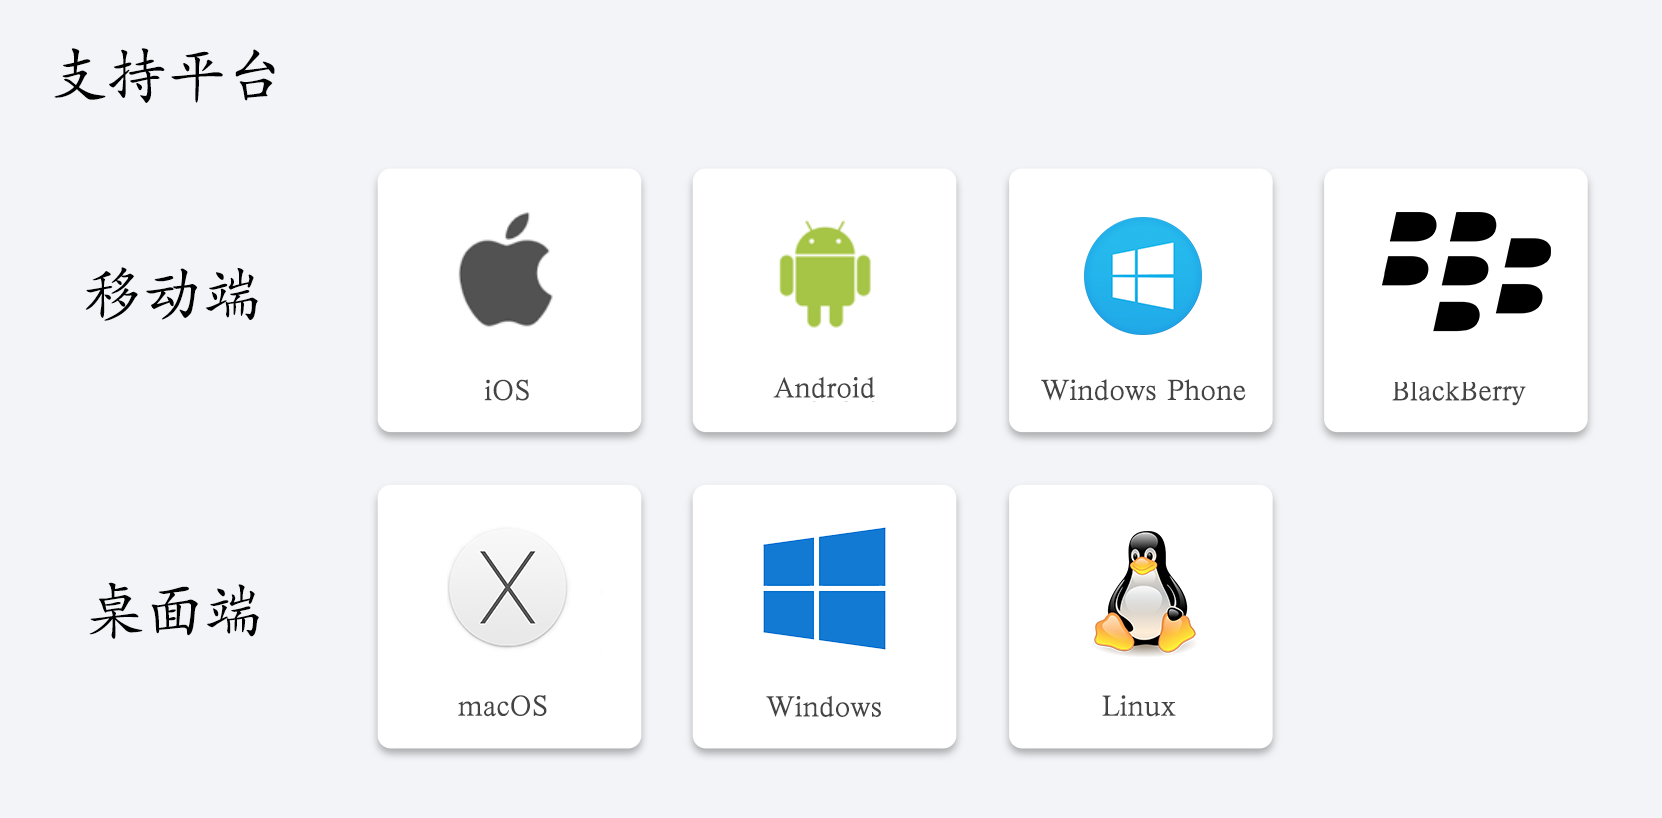 支持平台
移动端
iOS
Android
Windows Phone
BlackBerry
桌面端
macOS
Windows
Linux